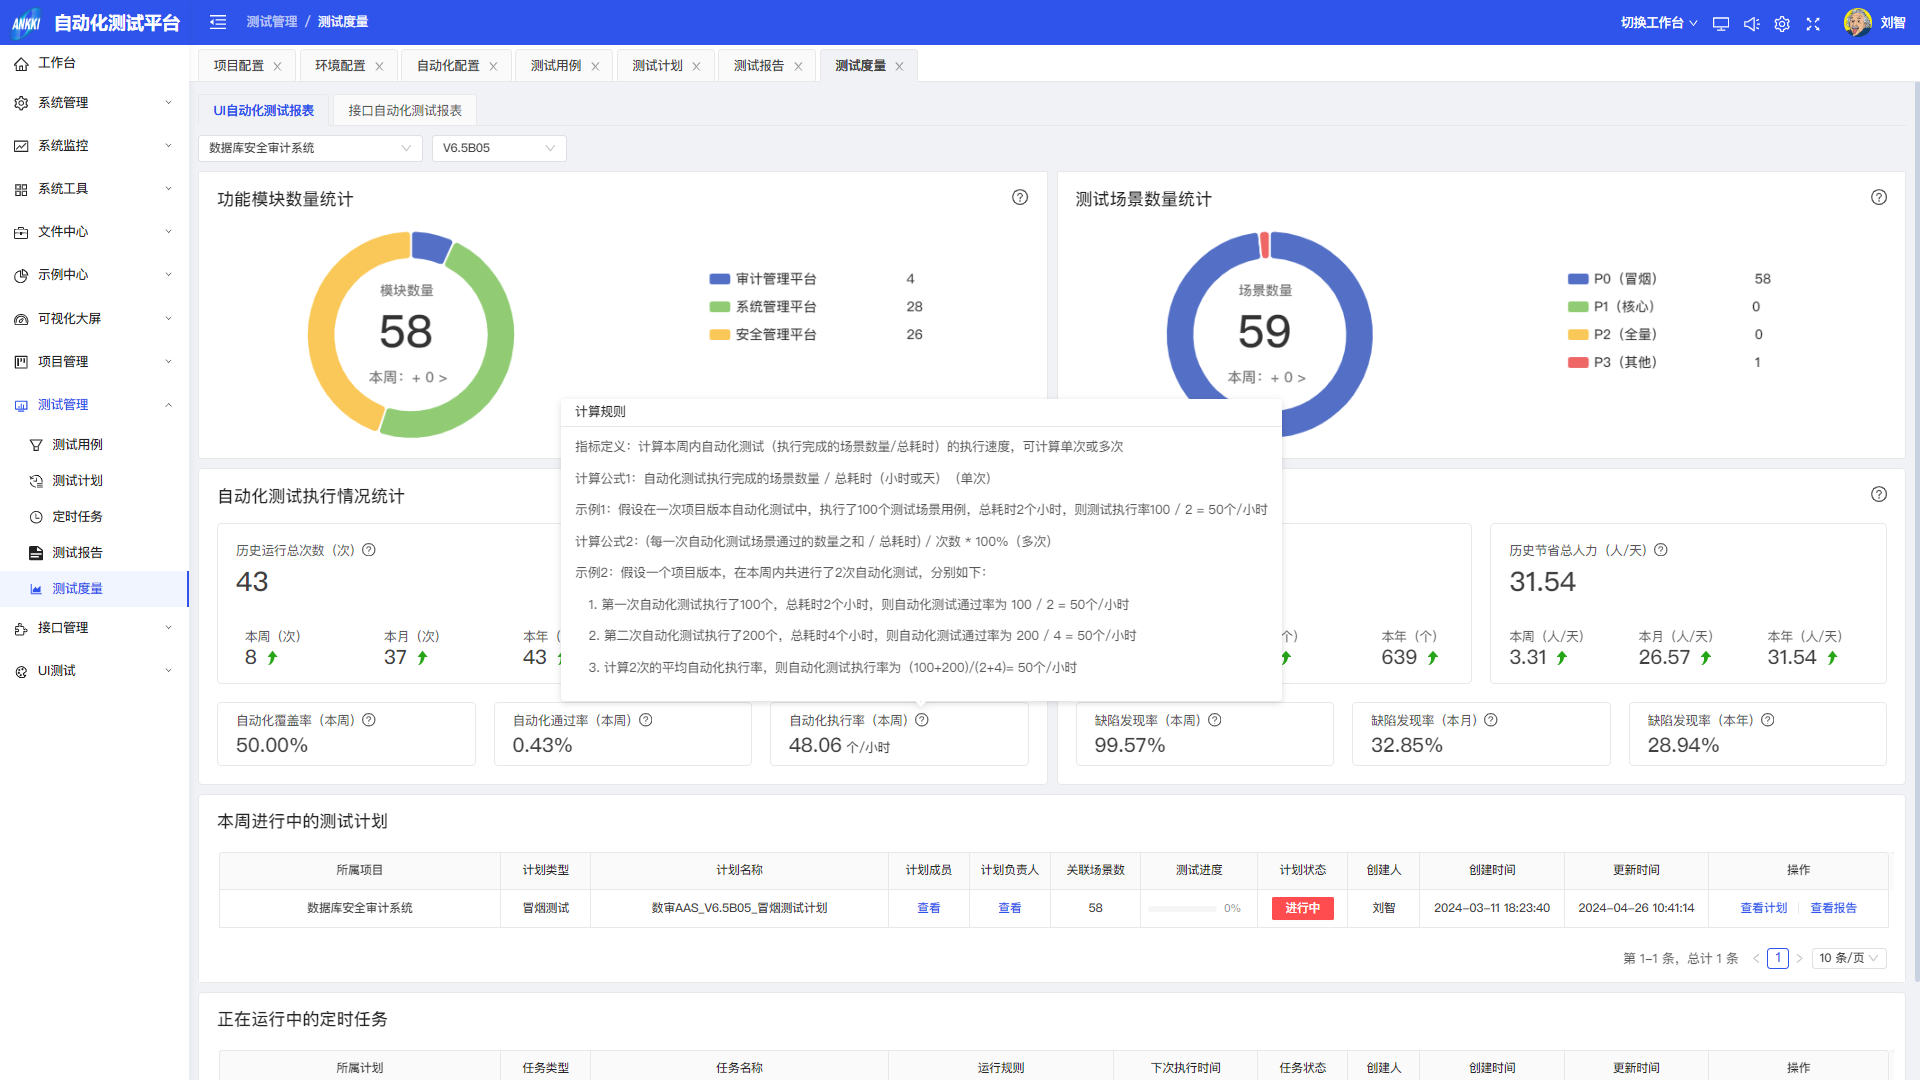 ANKKI 自动化测试平台
测试管理 / 测试度量
切换工作台
刘智
工作台
系统管理
系统监控
系统工具
文件中心
示例中心
可视化大屏
项目管理
测试管理
测试用例
测试计划
定时任务
测试报告
测试度量
接口管理
UI测试
项目配置
环境配置
自动化配置
测试用例
测试计划
测试报告
测试度量
UI自动化测试报表
接口自动化测试报表
数据库安全审计系统
V6.5B05
功能模块数量统计
模块数量
58
本周：+ 0 >
审计管理平台 4
系统管理平台 28
安全管理平台 26
测试场景数量统计
场景数量
59
本周：+ 0 >
P0（冒烟） 58
P1（核心） 0
P2（全量） 0
P3（其他） 1
计算规则
指标定义：计算本周内自动化测试（执行完成的场景数量/总耗时）的执行速度，可计算单次或多次
计算公式1：自动化测试执行完成的场景数量 / 总耗时（小时或天）（单次）
示例1：假设在一次项目版本自动化测试中，执行了100个测试场景用例，总耗时2个小时，则测试执行率100 / 2 = 50个/小时
计算公式2：(每一次自动化测试场景通过的数量之和 / 总耗时) / 次数 * 100%（多次）
示例2：假设一个项目版本，在本周内共进行了2次自动化测试，分别如下：
1. 第一次自动化测试执行了100个，总耗时2个小时，则自动化测试通过率为 100 / 2 = 50个/小时
2. 第二次自动化测试执行了200个，总耗时4个小时，则自动化测试通过率为 200 / 4 = 50个/小时
3. 计算2次的平均自动化执行率，则自动化测试执行率为（100+200)/(2+4)= 50个/小时
自动化测试执行情况统计
历史运行总次数（次）
43
本周（次） 本月（次） 本年（
8 37 43
个） 本年（个）
639
历史节省总人力（人/天）
31.54
本周（人/天） 本月（人/天） 本年（人/天）
3.31 26.57 31.54
自动化覆盖率（本周）
50.00%
自动化通过率（本周）
0.43%
自动化执行率（本周）
48.06 个/小时
缺陷发现率（本周）
99.57%
缺陷发现率（本月）
32.85%
缺陷发现率（本年）
28.94%
本周进行中的测试计划
所属项目 计划类型 计划名称 计划成员 计划负责人 关联场景数 测试进度 计划状态 创建人 创建时间 更新时间 操作
数据库安全审计系统 冒烟测试 数审AAS_V6.5B05_冒烟测试计划 查看 查看 58 0% 进行中 刘智 2024-03-11 18:23:40 2024-04-26 10:41:14 查看计划 查看报告
第 1-1 条，总计 1 条 < 1 > 10 条/页
正在运行中的定时任务
所属计划 任务类型 任务名称 运行规则 下次执行时间 任务状态 创建人 创建时间 更新时间 操作